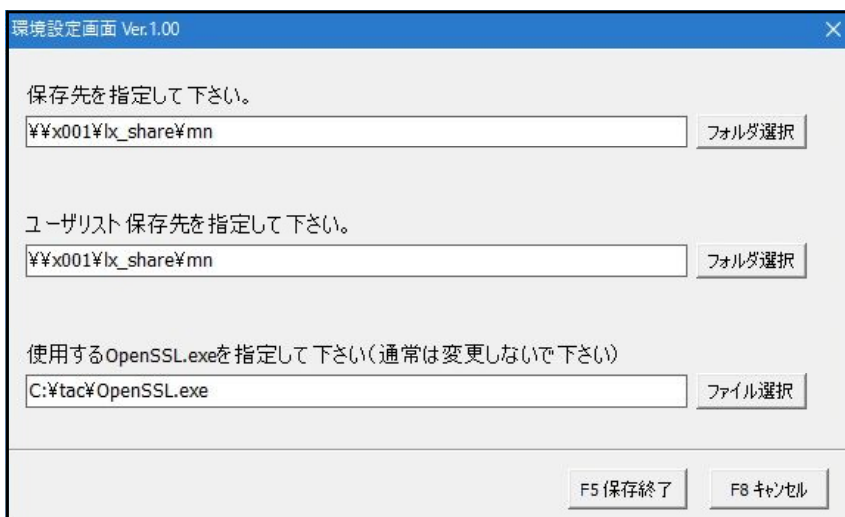 環境設定画面 Ver.1.00
保存先を指定して下さい。
¥¥x001¥lx_share¥mn フォルダ選択
ユーザリスト保存先を指定して下さい。
¥¥x001¥lx_share¥mn フォルダ選択
使用するOpenSSL.exeを指定して下さい(通常は変更しないで下さい)
C:¥tac¥OpenSSL.exe ファイル選択
F5 保存終了 F8 キャンセル